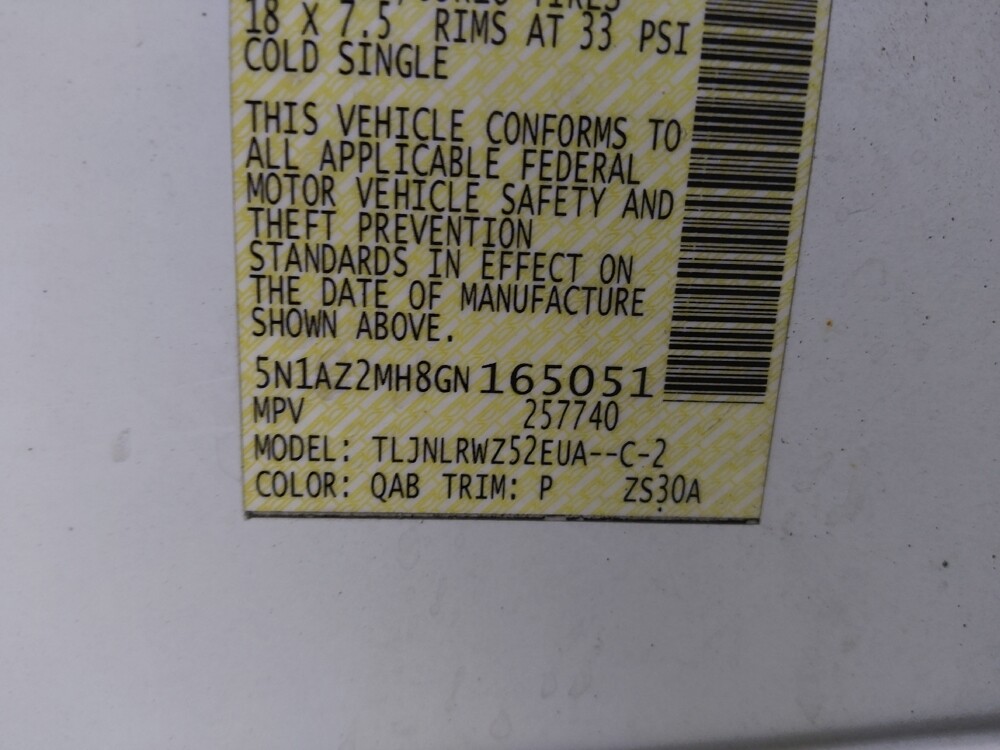 TIRES
18 X 7.5 RIMS AT 33 PSI
COLD SINGLE
THIS VEHICLE CONFORMS TO
ALL APPLICABLE FEDERAL
MOTOR VEHICLE SAFETY AND
THEFT PREVENTION
STANDARDS IN EFFECT ON
THE DATE OF MANUFACTURE
SHOWN ABOVE.
5N1AZ2MH8GN165051
MPV 257740
MODEL: TLJNLRWZ52EUA--C-2
COLOR: QAB TRIM: P ZS30A